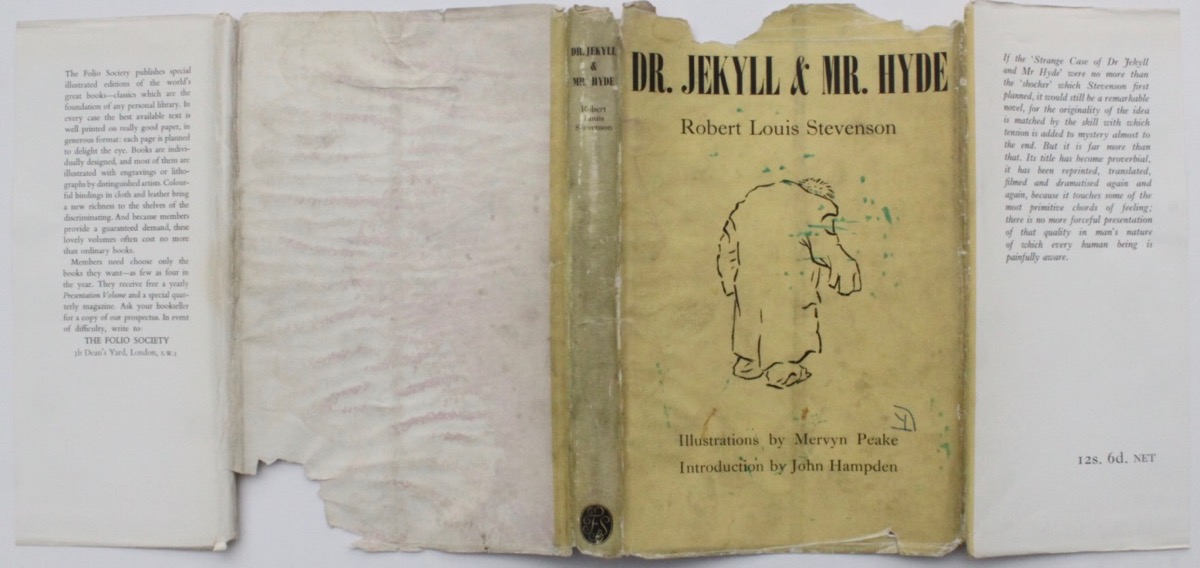 The Folio Society publishes special
illustrated editions of the world's
great books—classics which are the
foundation of any personal library. In
every case the best available text is
well printed on really good paper, in
generous format: each page is planned
to delight the eye. Books are indivi-
dually designed, and most of them are
illustrated with engravings or litho-
graphs by distinguished artists. Colour-
ful bindings in cloth and leather bring
a new richness to the shelves of the
discriminating. And because members
provide a guaranteed demand, these
lovely volumes often cost no more
than ordinary books.
Members need choose only the
books they want—as few as four in
the year. They receive free a yearly
Presentation Volume and a special quar-
terly magazine. Ask your bookseller
for a copy of our prospectus. In event
of difficulty, write to:
THE FOLIO SOCIETY
3b Dean's Yard, London, S.W.1
DR. JEKYLL
&
MR. HYDE
Robert
Louis
Stevenson
FS
DR. JEKYLL & MR. HYDE
Robert Louis Stevenson
Illustrations by Mervyn Peake
Introduction by John Hampden
If the 'Strange Case of Dr Jekyll
and Mr Hyde' were no more than
the 'shocker' which Stevenson first
planned, it would still be a remarkable
novel, for the originality of the idea
is matched by the skill with which
tension is added to mystery almost to
the end. But it is far more than
that. Its title has become proverbial,
it has been reprinted, translated,
filmed and dramatised again and
again, because it touches some of the
most primitive chords of feeling;
there is no more forceful presentation
of that quality in man's nature
of which every human being is
painfully aware.
12s. 6d. NET